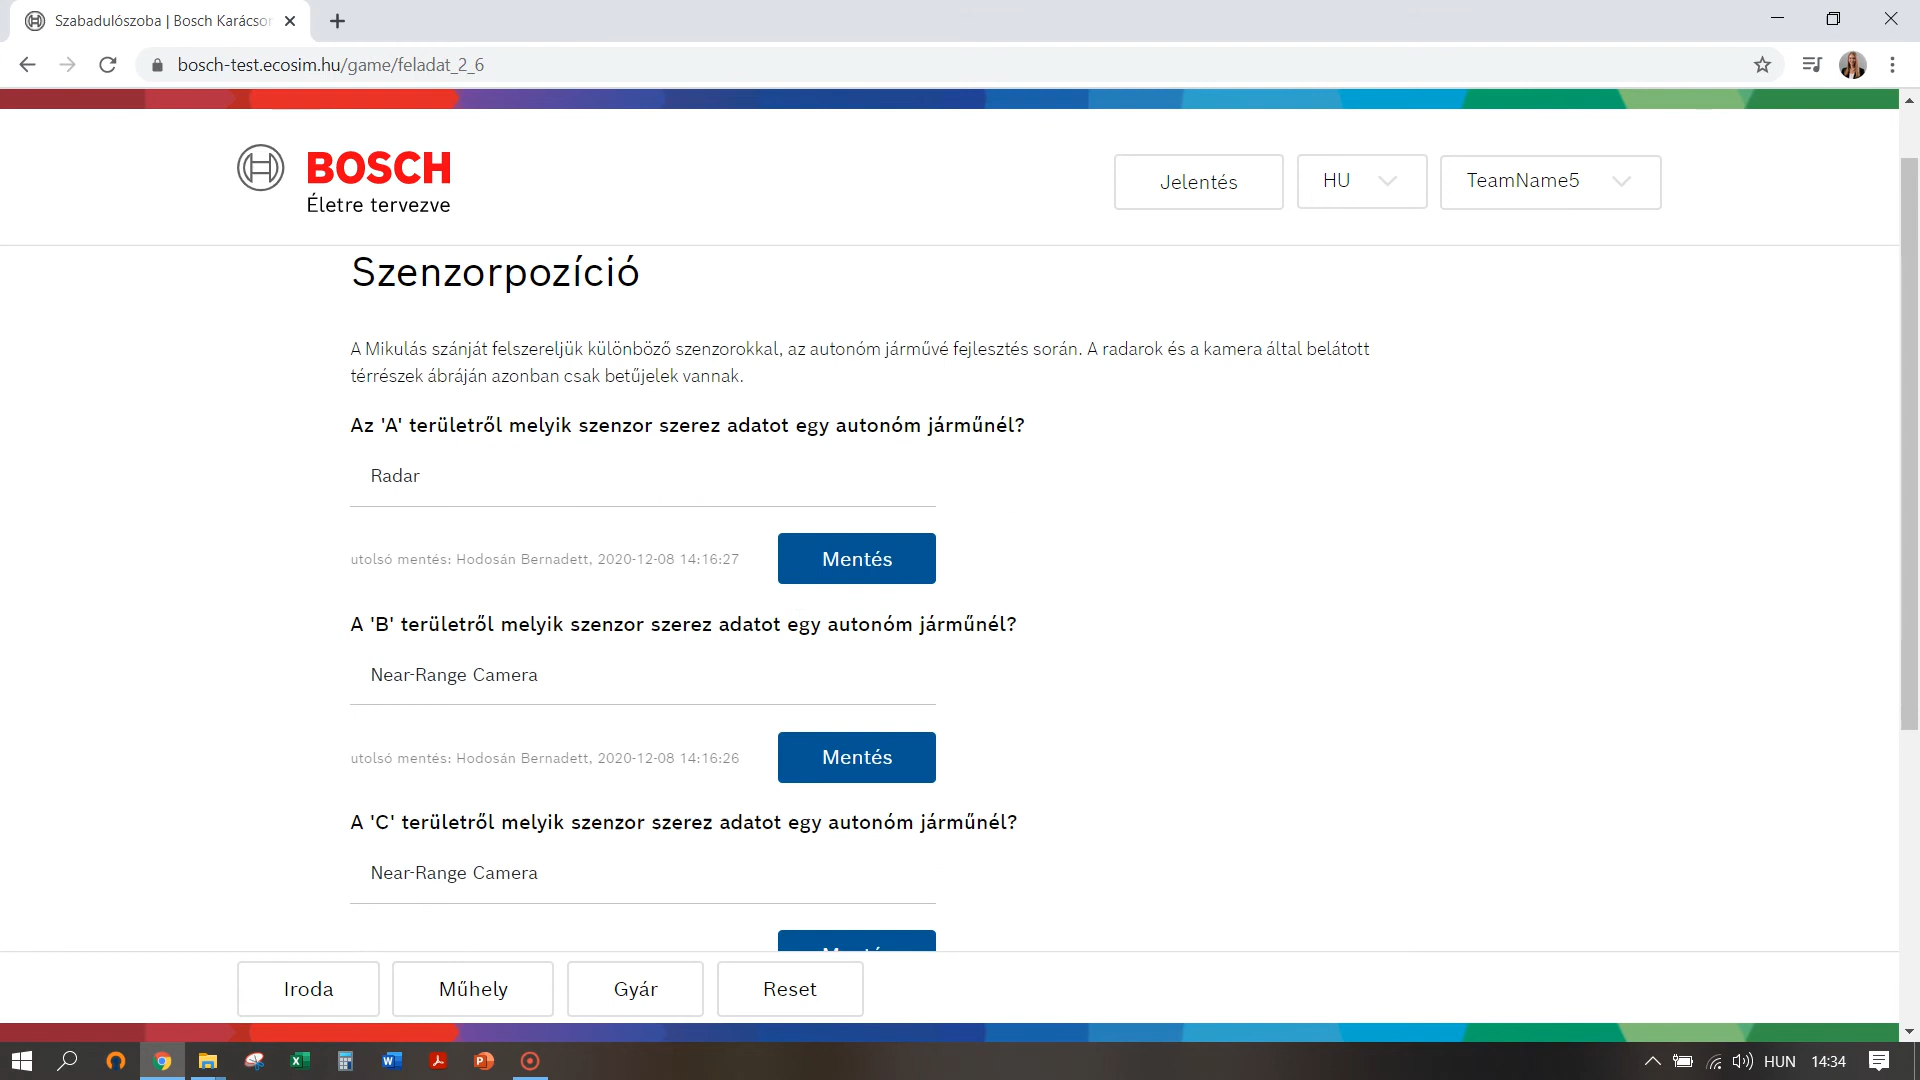 Szabadulószoba | Bosch Karácson
bosch-test.ecosim.hu/game/feladat_2_6
BOSCH
Életre tervezve
Jelentés
HU
TeamName5
Szenzorpozíció
A Mikulás szánját felszereljük különböző szenzorokkal, az autonóm járművé fejlesztés során. A radarok és a kamera által belátott
térrészek ábráján azonban csak betűjelek vannak.
Az 'A' területről melyik szenzor szerez adatot egy autonóm járműnél?
Radar
utolsó mentés: Hodosán Bernadett, 2020-12-08 14:16:27
Mentés
A 'B' területről melyik szenzor szerez adatot egy autonóm járműnél?
Near-Range Camera
utolsó mentés: Hodosán Bernadett, 2020-12-08 14:16:26
Mentés
A 'C' területről melyik szenzor szerez adatot egy autonóm járműnél?
Near-Range Camera
Iroda
Műhely
Gyár
Reset
HUN
14:34